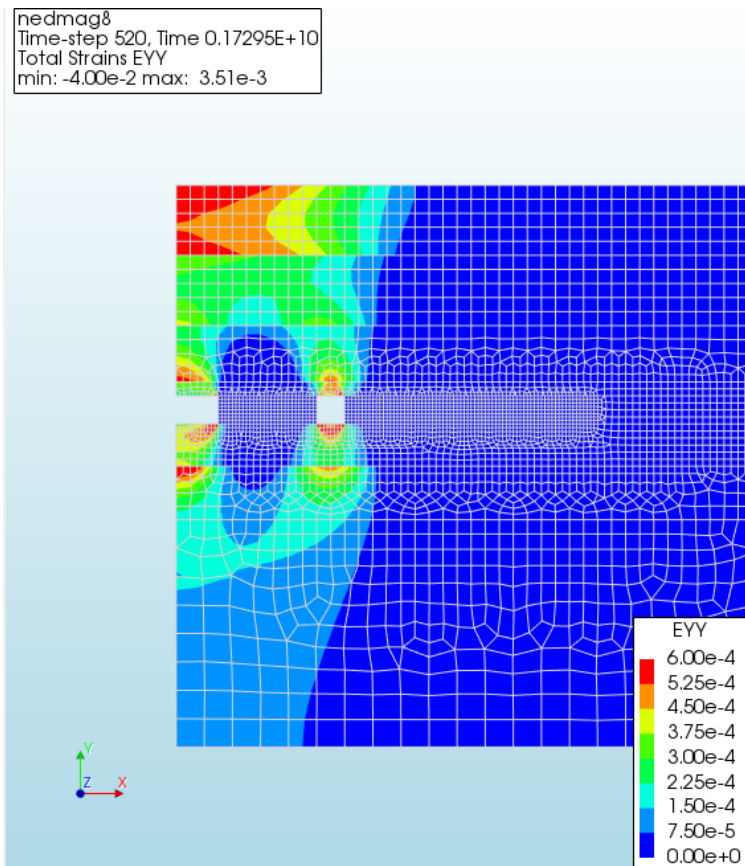 nedmag8
Time-step 520, Time 0.17295E+10
Total Strains EYY
min: -4.00e-2 max: 3.51e-3
EYY
6.00e-4
5.25e-4
4.50e-4
3.75e-4
3.00e-4
2.25e-4
1.50e-4
7.50e-5
0.00e+0
Y
Z
X